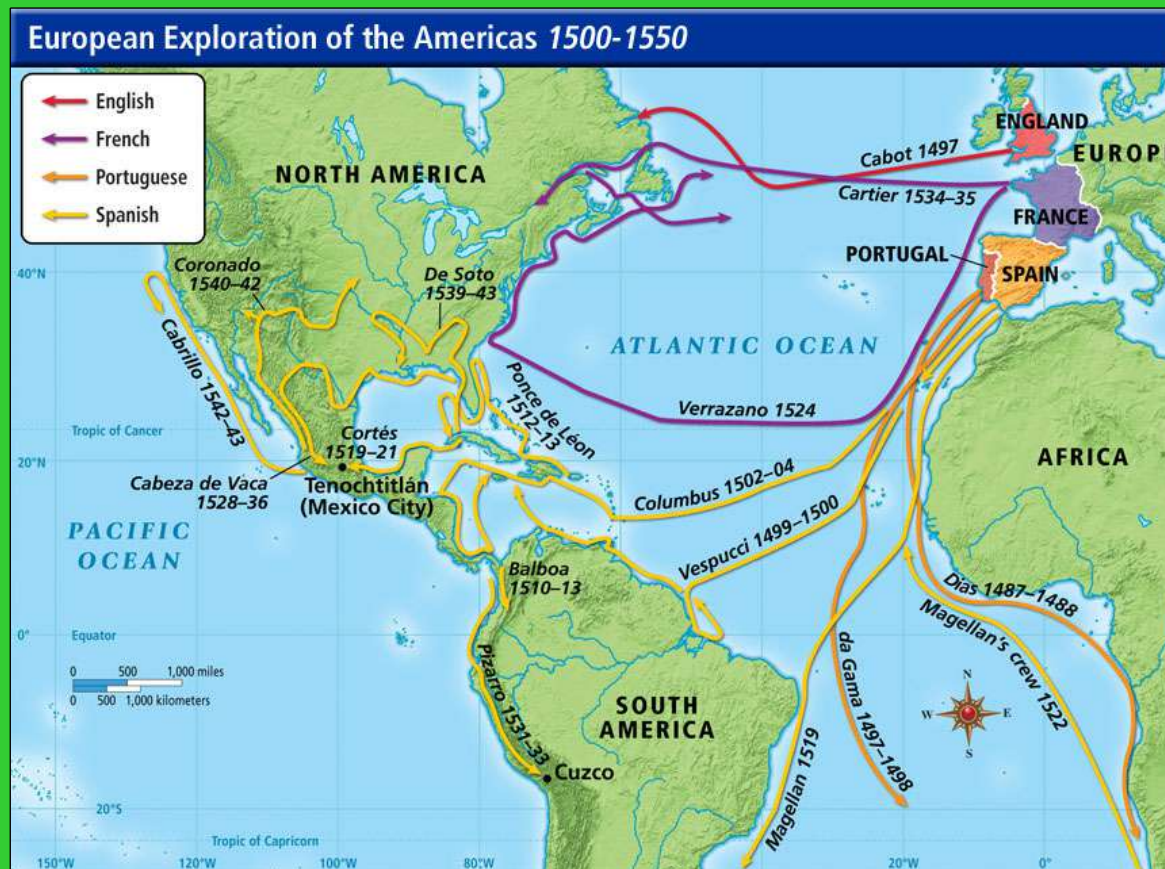 European Exploration of the Americas 1500-1550
English
French
Portuguese
Spanish
NORTH AMERICA
ENGLAND
EUROP
Cabot 1497
Cartier 1534–35
FRANCE
PORTUGAL
SPAIN
40°N
Coronado
1540–42
De Soto
1539–43
ATLANTIC OCEAN
Cabrillo 1542–43
Ponce de Léon
1512–13
Verrazano 1524
Tropic of Cancer
Cortés
1519–21
20°N
AFRICA
Cabeza de Vaca
1528–36
Tenochtitlán
(Mexico City)
Columbus 1502–04
Vespucci 1499–1500
PACIFIC
OCEAN
Balboa
1510–13
Dias 1487–1488
Magellan's crew 1522
0°
Equator
da Gama 1497–1498
0 500 1,000 miles
0 500 1,000 kilometers
Pizarro 1531–33
SOUTH
AMERICA
N
W
E
S
Magellan 1519
Cuzco
20°S
Tropic of Capricorn
150°W
120°W
100°W
80°W
20°W
0°